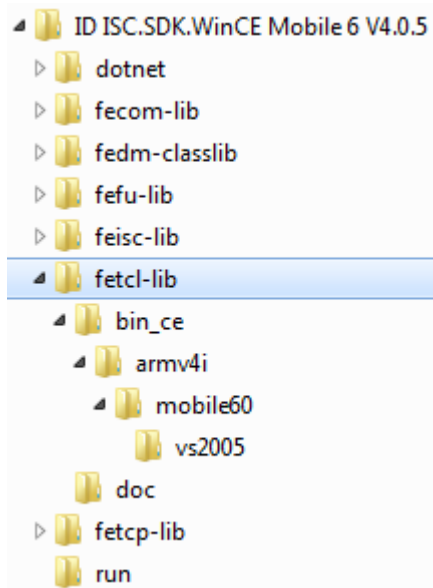 ID ISC.SDK.WinCE Mobile 6 V4.0.5
dotnet
fecom-lib
fedm-classlib
fefu-lib
feisc-lib
fetcl-lib
bin_ce
armv4i
mobile60
vs2005
doc
fetcp-lib
run